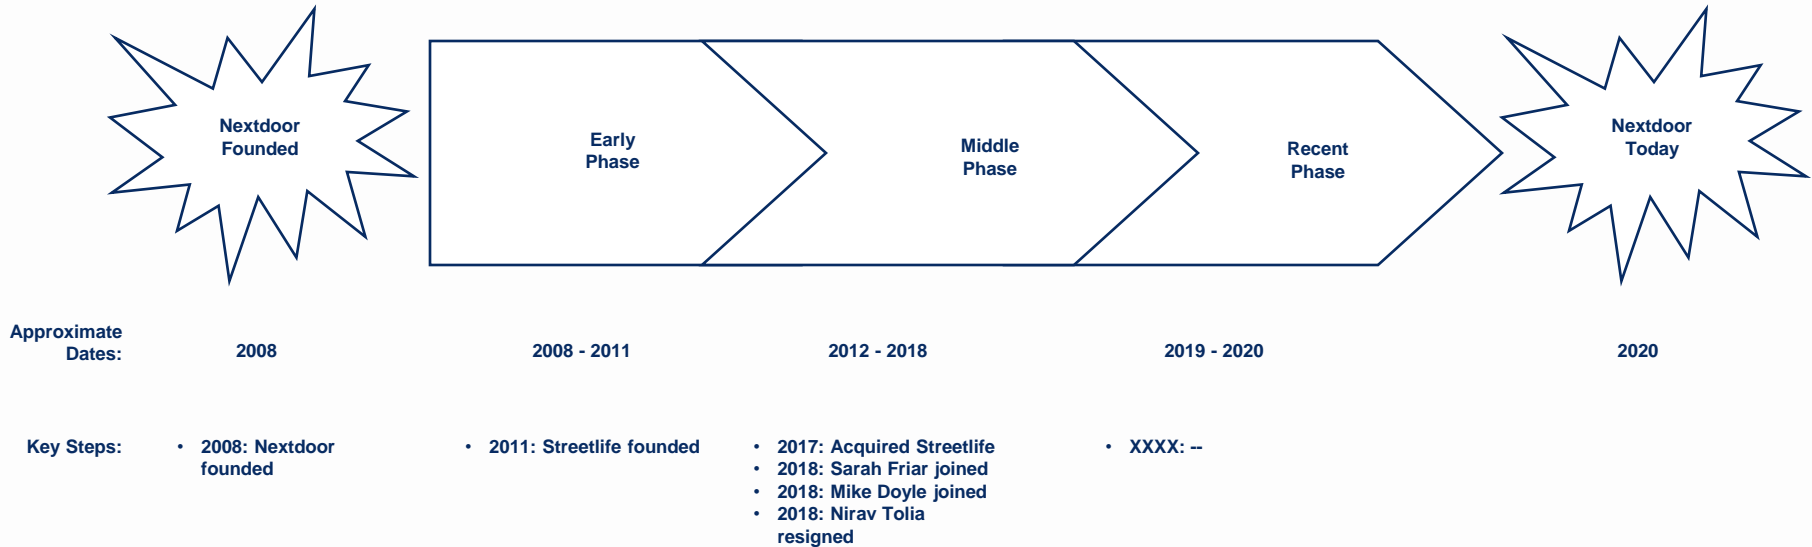 Nextdoor
Founded
Early
Phase
Middle
Phase
Recent
Phase
Nextdoor
Today
Approximate
Dates:
2008
2008 - 2011
2012 - 2018
2019 - 2020
2020
Key Steps:
• 2008: Nextdoor
founded
• 2011: Streetlife founded
• 2017: Acquired Streetlife
• 2018: Sarah Friar joined
• 2018: Mike Doyle joined
• 2018: Nirav Tolia
resigned
• XXXX: --